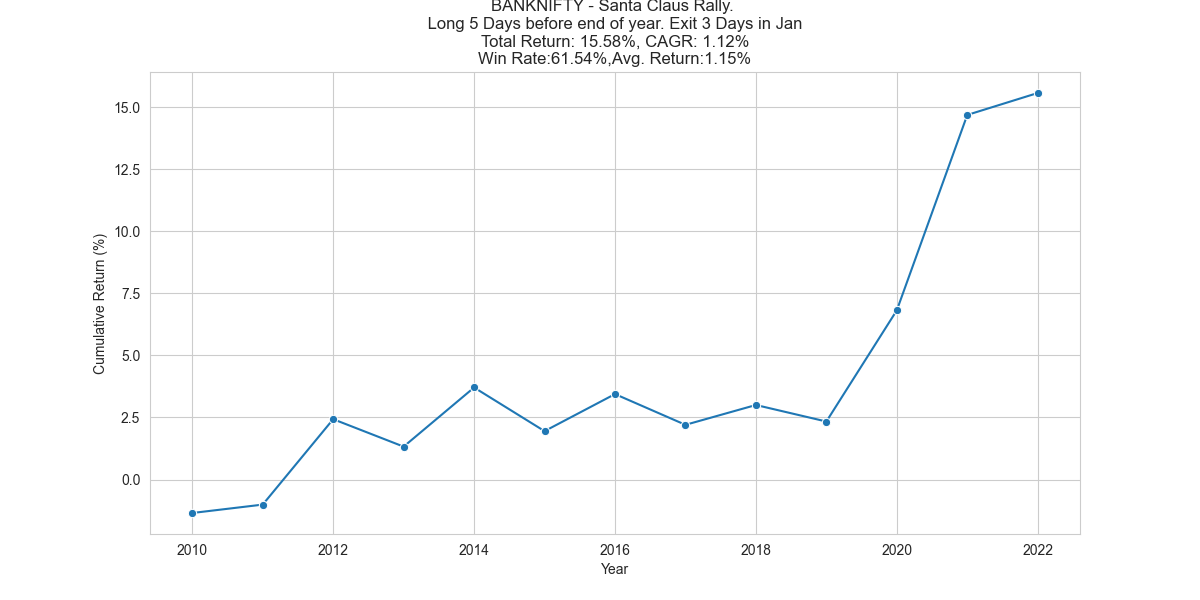 BANKNIFTY - Santa Claus Rally.
Long 5 Days before end of year. Exit 3 Days in Jan
Total Return: 15.58%, CAGR: 1.12%
Win Rate:61.54%,Avg. Return:1.15%
15.0
12.5
10.0
7.5
5.0
2.5
0.0
Cumulative Return (%)
2010 2012 2014 2016 2018 2020 2022
Year